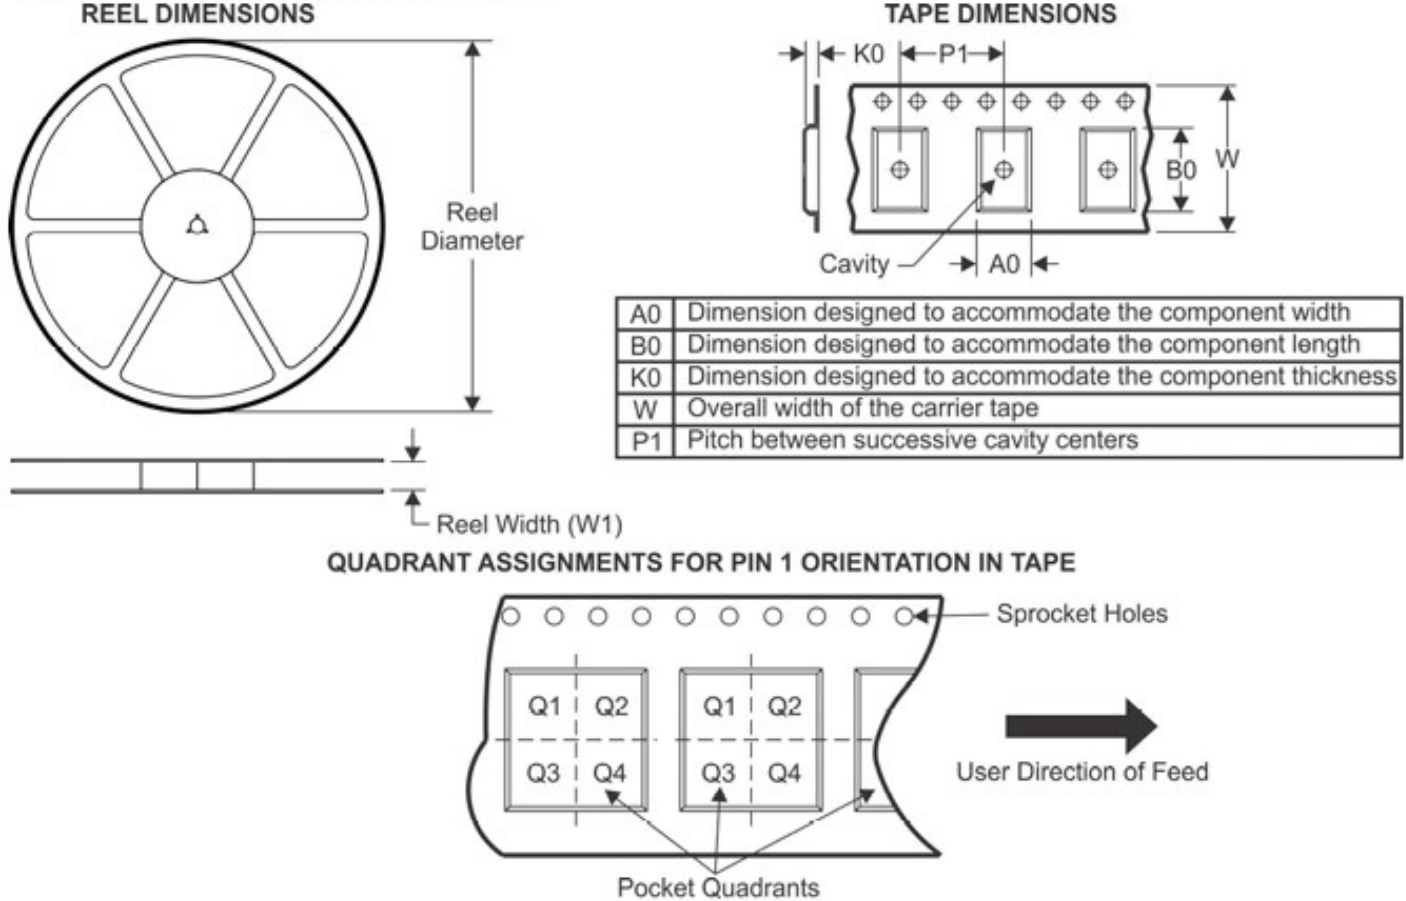 REEL DIMENSIONS
Reel
Diameter
Reel Width (W1)
TAPE DIMENSIONS
K0
P1
B0
W
Cavity
A0
A0 Dimension designed to accommodate the component width
B0 Dimension designed to accommodate the component length
K0 Dimension designed to accommodate the component thickness
W Overall width of the carrier tape
P1 Pitch between successive cavity centers
QUADRANT ASSIGNMENTS FOR PIN 1 ORIENTATION IN TAPE
Sprocket Holes
Q1 Q2 Q1 Q2
Q3 Q4 Q3 Q4
User Direction of Feed
Pocket Quadrants